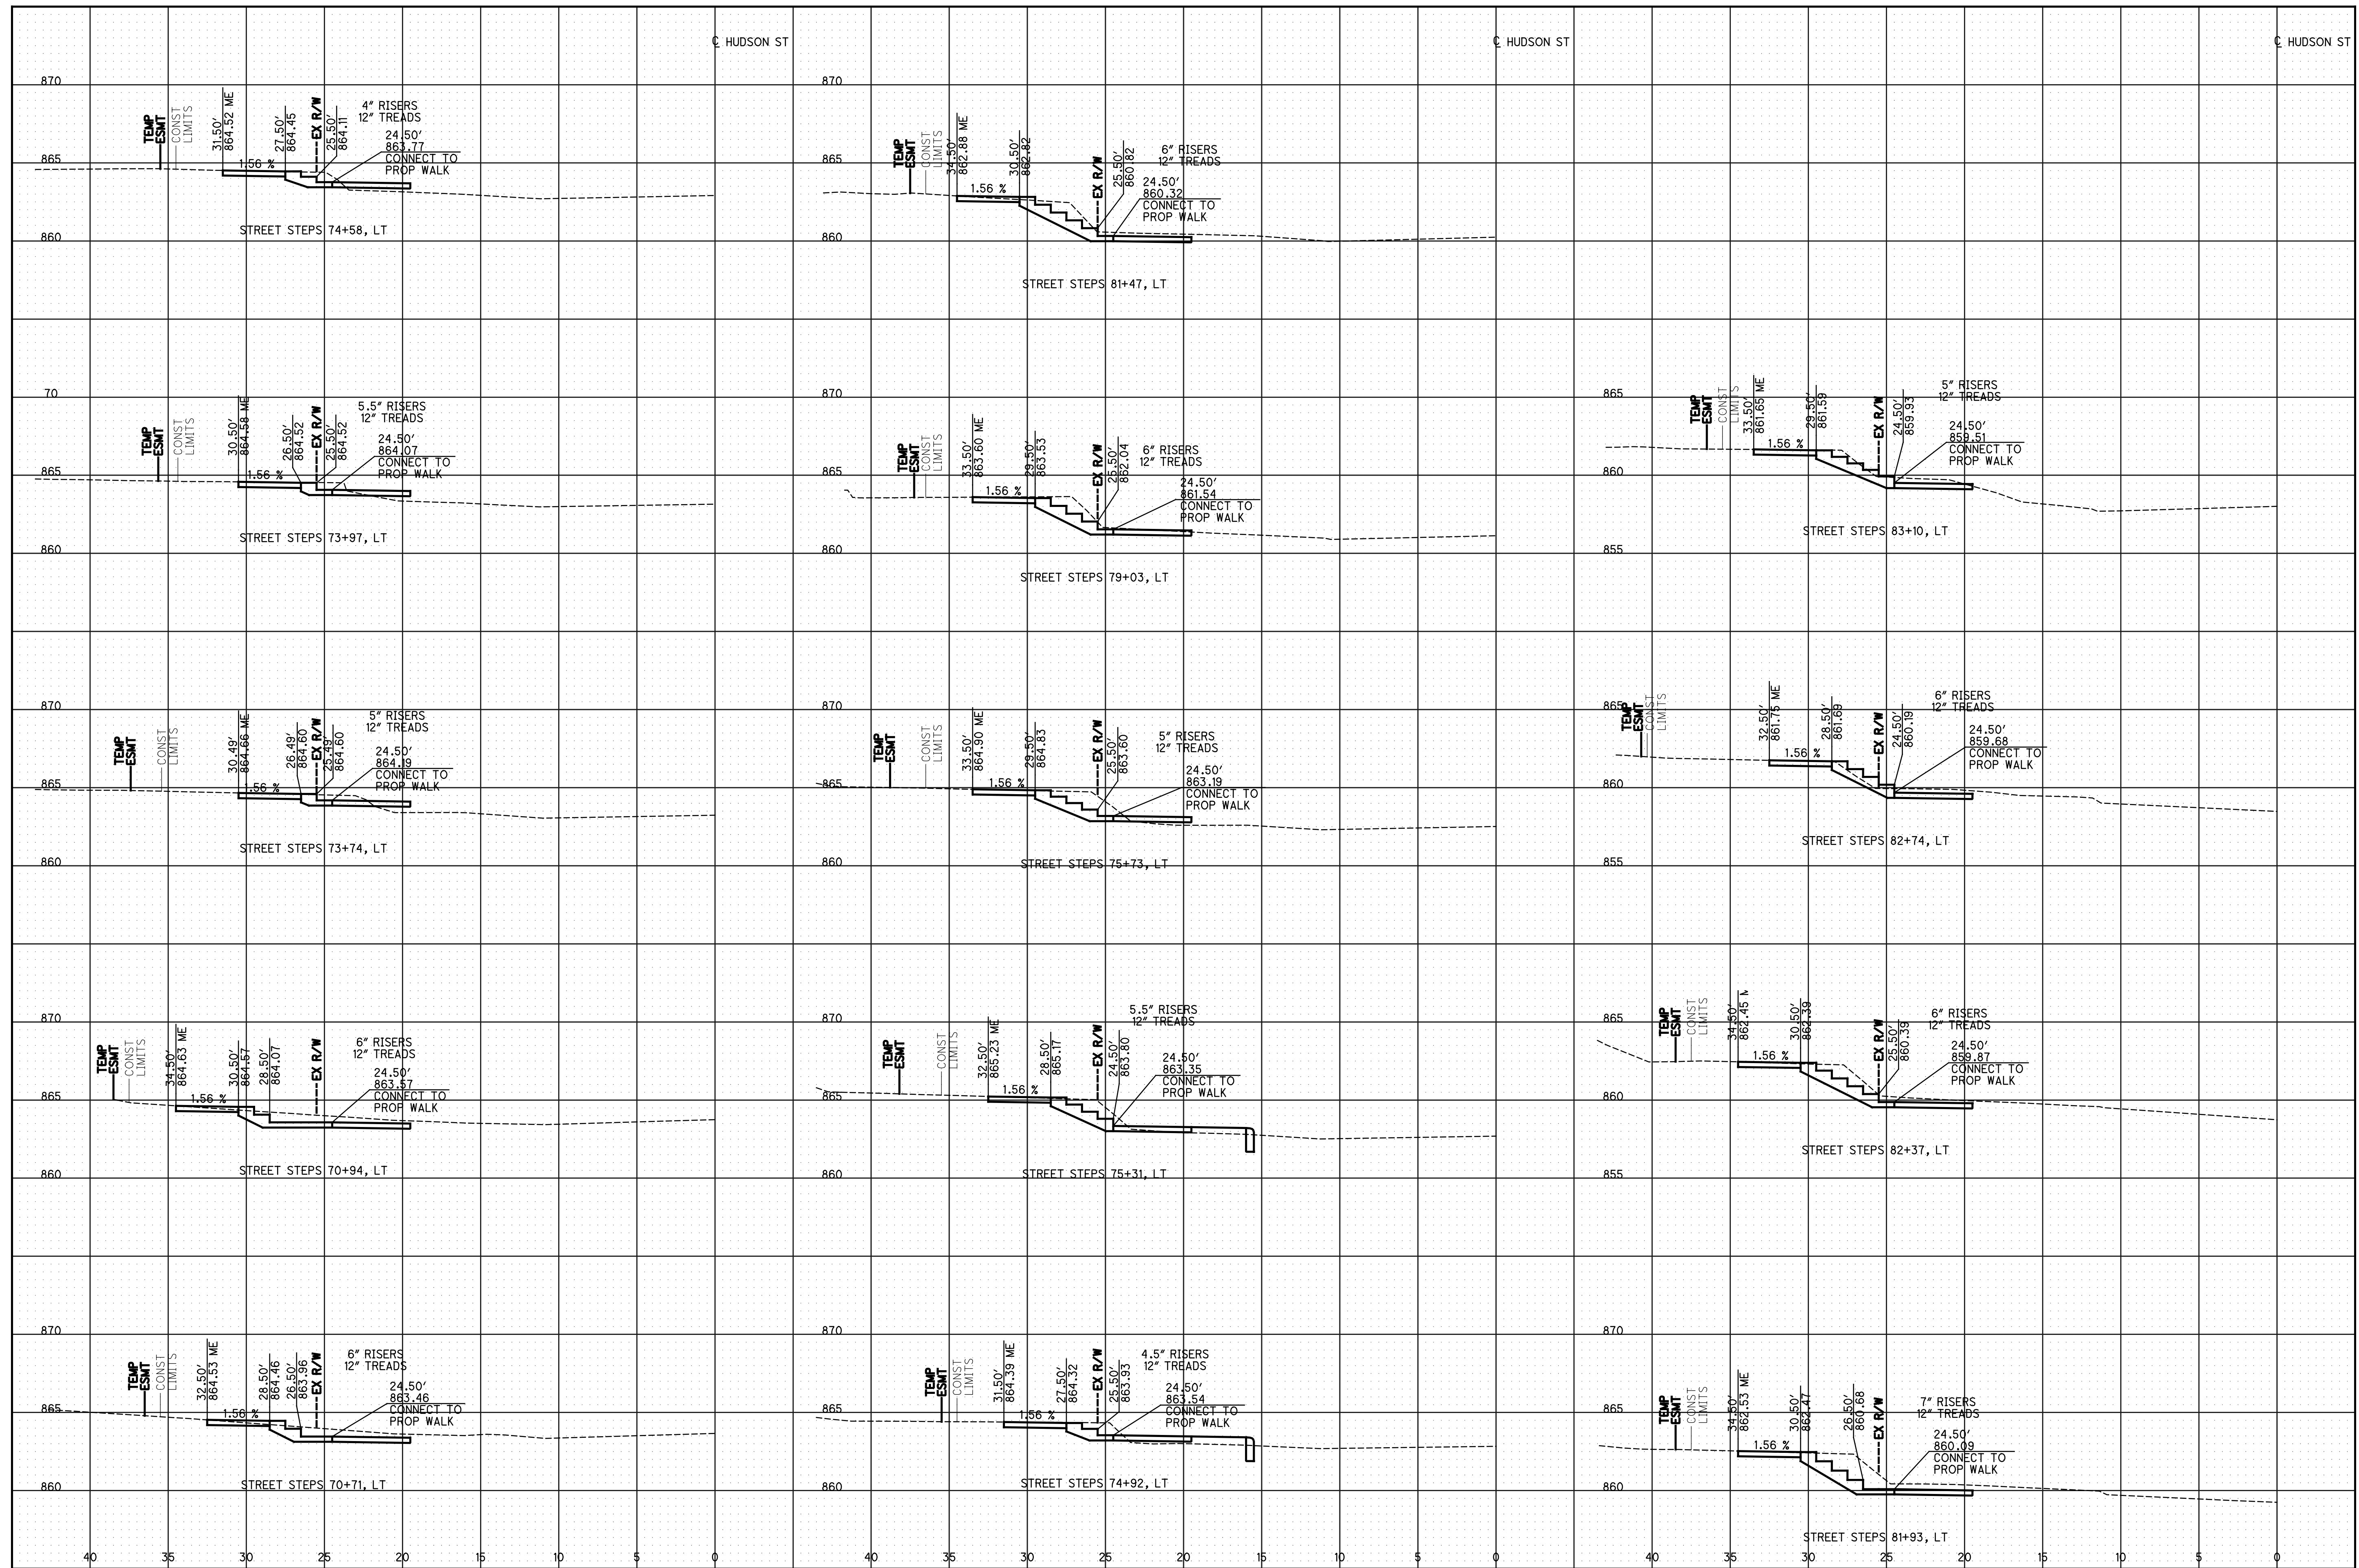 ℄ HUDSON ST
870
TEMP
ESMT
CONST
LIMITS
31.50'
864.52 ME
27.50'
864.45
EX R/W
25.50'
864.11
4" RISERS
12" TREADS
24.50'
863.77
CONNECT TO
PROP WALK
865
1.56 %
STREET STEPS 74+58, LT
860
70
TEMP
ESMT
CONST
LIMITS
30.50'
864.58 ME
26.50'
864.52
EX R/W
25.50'
864.52
5.5" RISERS
12" TREADS
24.50'
864.07
CONNECT TO
PROP WALK
865
1.56 %
STREET STEPS 73+97, LT
860
870
TEMP
ESMT
CONST
LIMITS
30.49'
864.66 ME
26.49'
864.60
EX R/W
25.49'
864.60
5" RISERS
12" TREADS
24.50'
864.19
CONNECT TO
PROP WALK
865
1.56 %
STREET STEPS 73+74, LT
860
870
TEMP
ESMT
CONST
LIMITS
34.50'
864.63 ME
30.50'
864.57
28.50'
864.07
EX R/W
6" RISERS
12" TREADS
24.50'
863.57
CONNECT TO
PROP WALK
865
1.56 %
STREET STEPS 70+94, LT
860
870
TEMP
ESMT
CONST
LIMITS
32.50'
864.53 ME
28.50'
864.46
26.50'
863.96
EX R/W
6" RISERS
12" TREADS
24.50'
863.46
CONNECT TO
PROP WALK
865
1.56 %
STREET STEPS 70+71, LT
860
40 35 30 25 20 15 10 5 0
℄ HUDSON ST
870
TEMP
ESMT
CONST
LIMITS
34.50'
862.88 ME
30.50'
862.82
EX R/W
25.50'
860.82
6" RISERS
12" TREADS
24.50'
860.32
CONNECT TO
PROP WALK
865
1.56 %
860
STREET STEPS 81+47, LT
870
TEMP
ESMT
CONST
LIMITS
33.50'
863.60 ME
29.50'
863.53
EX R/W
25.50'
862.04
6" RISERS
12" TREADS
24.50'
861.54
CONNECT TO
PROP WALK
865
1.56 %
860
STREET STEPS 79+03, LT
870
TEMP
ESMT
CONST
LIMITS
33.50'
864.90 ME
29.50'
864.83
EX R/W
25.50'
863.60
5" RISERS
12" TREADS
24.50'
863.19
CONNECT TO
PROP WALK
865
1.56 %
860
STREET STEPS 75+73, LT
870
TEMP
ESMT
CONST
LIMITS
32.50'
865.23 ME
28.50'
865.17
EX R/W
24.50'
863.80
5.5" RISERS
12" TREADS
24.50'
863.35
CONNECT TO
PROP WALK
865
1.56 %
STREET STEPS 75+31, LT
860
870
TEMP
ESMT
CONST
LIMITS
31.50'
864.39 ME
27.50'
864.32
EX R/W
25.50'
863.93
4.5" RISERS
12" TREADS
24.50'
863.54
CONNECT TO
PROP WALK
865
1.56 %
STREET STEPS 74+92, LT
860
40 35 30 25 20 15 10 5 0
℄ HUDSON ST
865
TEMP
ESMT
CONST
LIMITS
33.50'
861.65 ME
29.50'
861.59
EX R/W
24.50'
859.93
5" RISERS
12" TREADS
24.50'
859.51
CONNECT TO
PROP WALK
860
1.56 %
STREET STEPS 83+10, LT
855
865
TEMP
ESMT
CONST
LIMITS
32.50'
861.75 ME
28.50'
861.69
EX R/W
24.50'
860.19
6" RISERS
12" TREADS
24.50'
859.68
CONNECT TO
PROP WALK
860
1.56 %
STREET STEPS 82+74, LT
855
865
TEMP
ESMT
CONST
LIMITS
34.50'
862.45
30.50'
862.39
EX R/W
25.50'
860.39
6" RISERS
12" TREADS
24.50'
859.87
CONNECT TO
PROP WALK
860
1.56 %
STREET STEPS 82+37, LT
855
870
TEMP
ESMT
CONST
LIMITS
34.50'
862.53 ME
30.50'
862.47
26.50'
860.68
EX R/W
7" RISERS
12" TREADS
24.50'
860.09
CONNECT TO
PROP WALK
865
1.56 %
860
STREET STEPS 81+93, LT
40 35 30 25 20 15 10 5 0